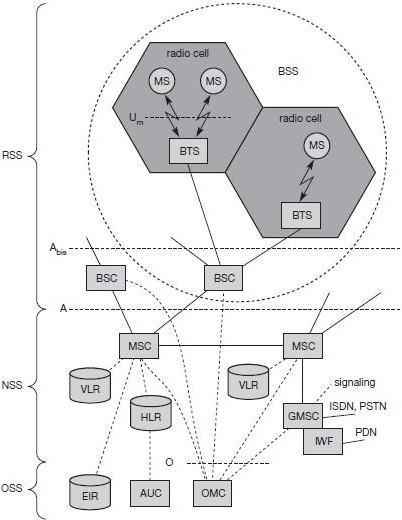 radio cell
BSS
MS
MS
radio cell
Um
MS
BTS
RSS
BTS
Abis
BSC
BSC
A
MSC
MSC
VLR
VLR
signaling
NSS
HLR
GMSC
ISDN, PSTN
IWF
PDN
O
OSS
EIR
AUC
OMC